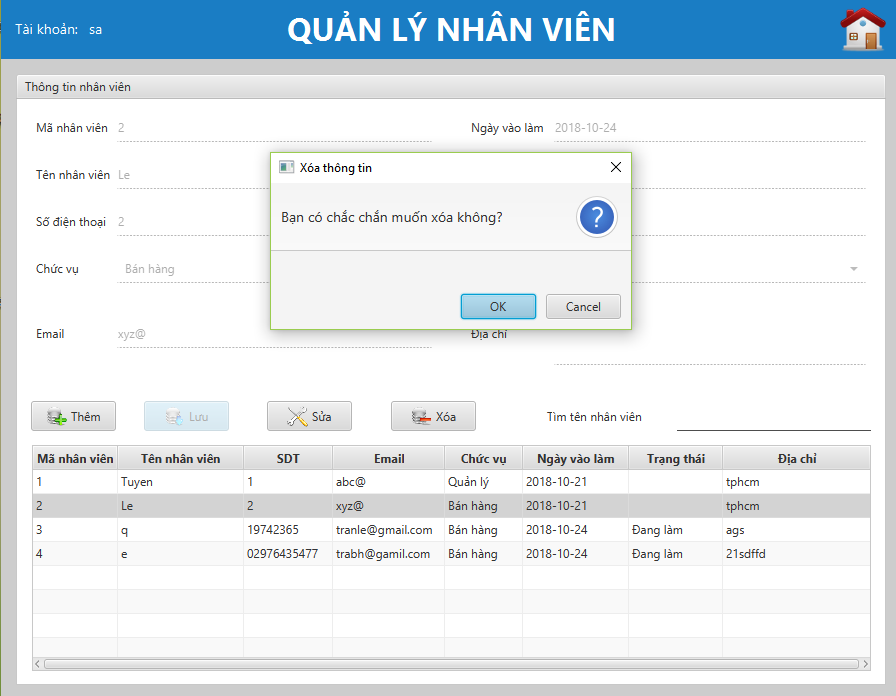 Tài khoản: sa
QUẢN LÝ NHÂN VIÊN
Thông tin nhân viên
Mã nhân viên 2 Ngày vào làm 2018-10-24
Xóa thông tin
Tên nhân viên Le
Bạn có chắc chắn muốn xóa không? ?
Số điện thoại 2
Chức vụ Bán hàng
OK Cancel
Email xyz@ Địa chỉ
Thêm Lưu Sửa Xóa Tìm tên nhân viên
Mã nhân viên Tên nhân viên SDT Email Chức vụ Ngày vào làm Trạng thái Địa chỉ
1 Tuyen 1 abc@ Quản lý 2018-10-21 tphcm
2 Le 2 xyz@ Bán hàng 2018-10-21 tphcm
3 q 19742365 tranle@gmail.com Bán hàng 2018-10-24 Đang làm ags
4 e 02976435477 trabh@gamil.com Bán hàng 2018-10-24 Đang làm 21sdffd